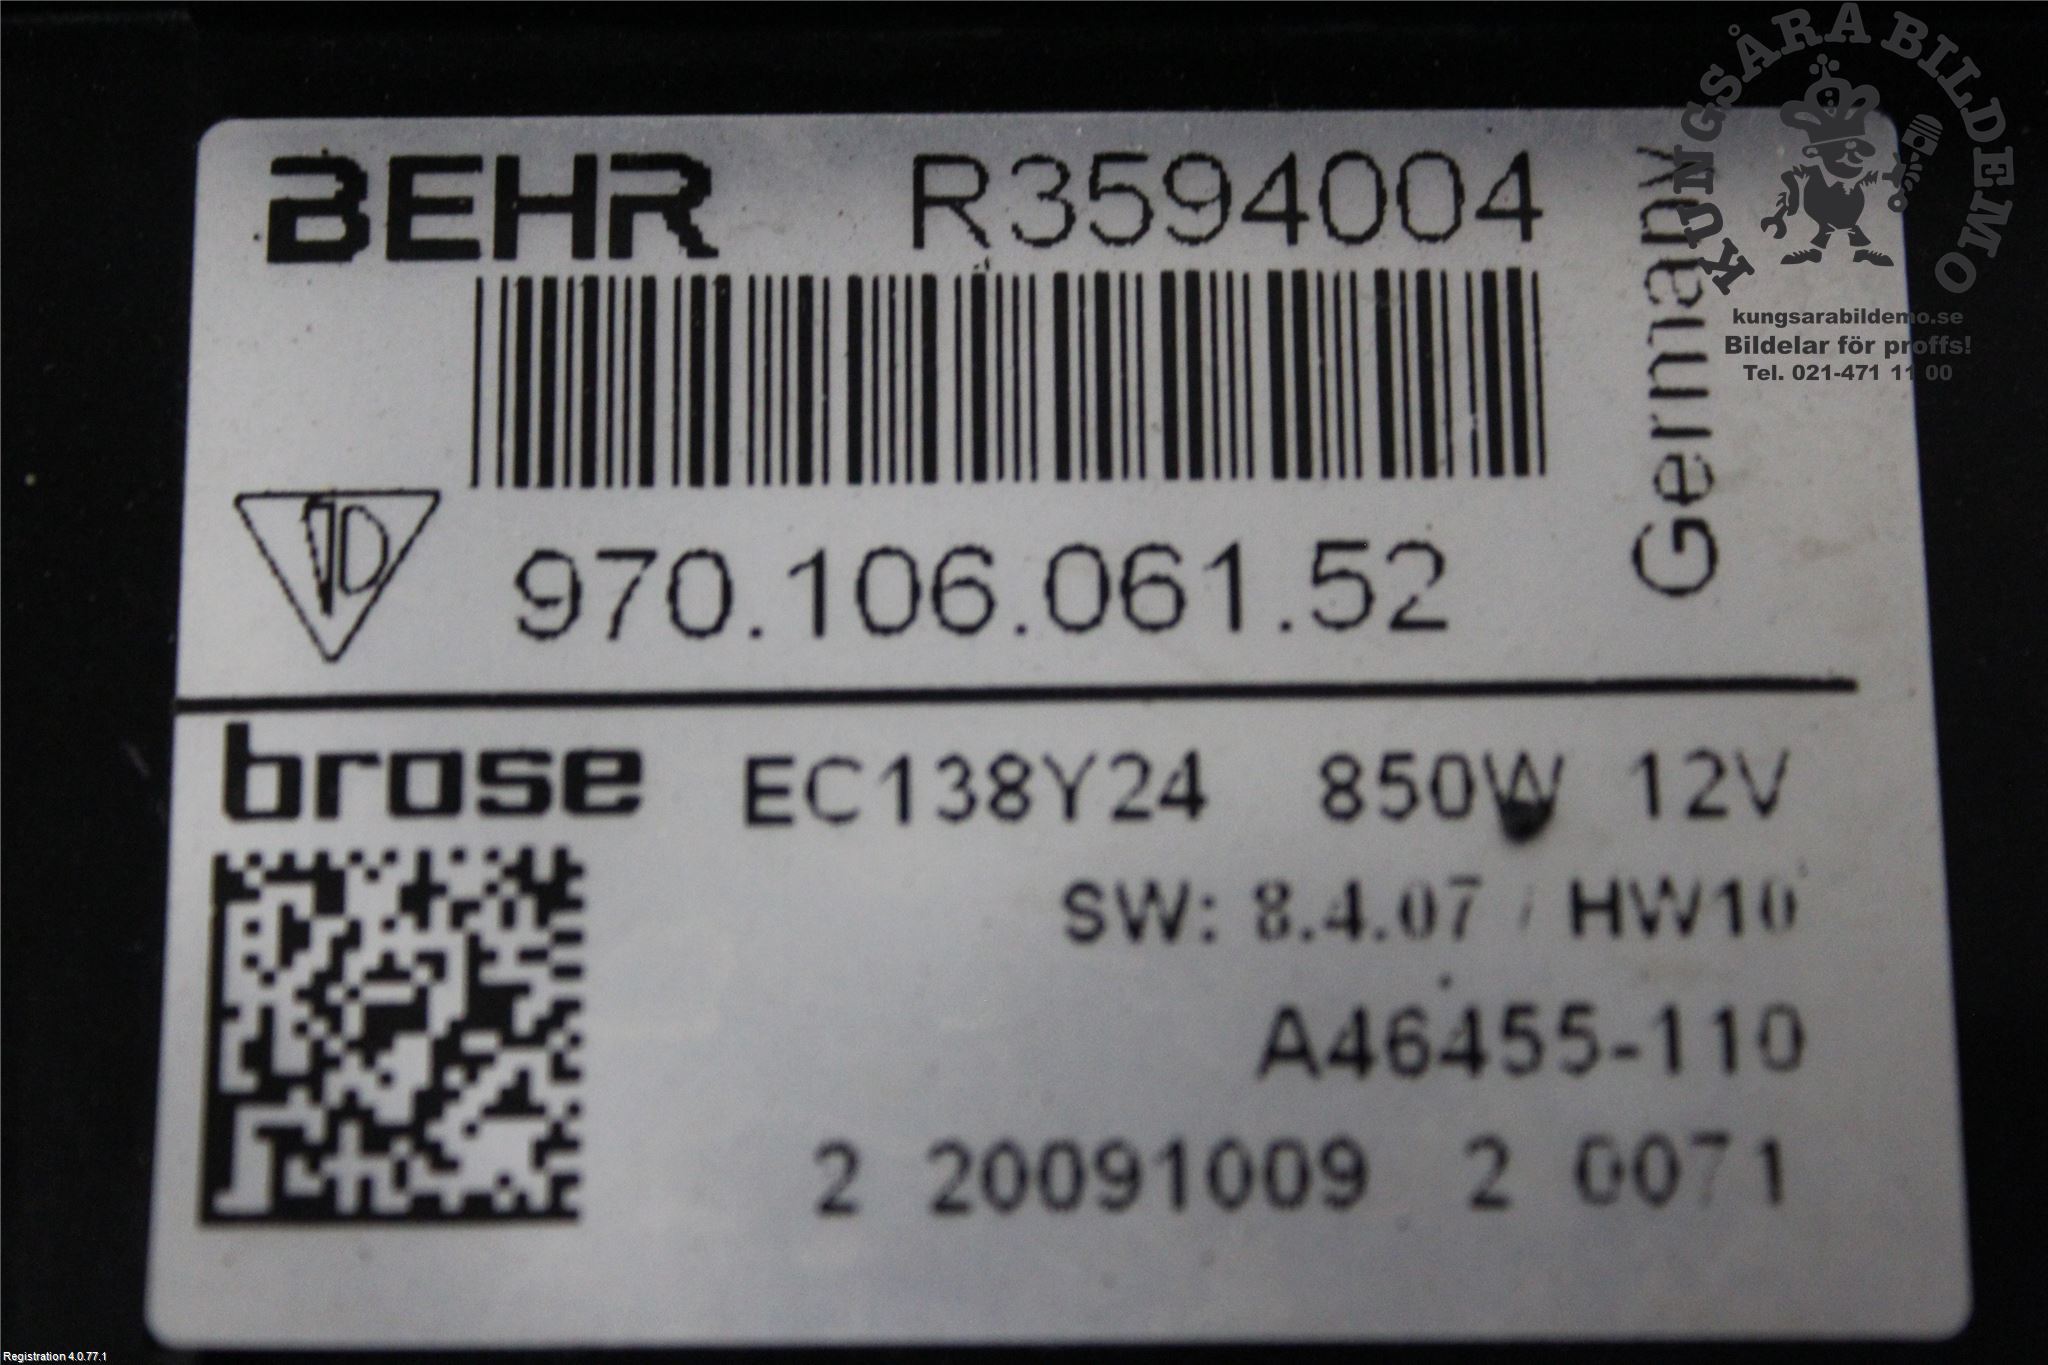 BEHR R3594004
Germany
970.106.061.52
brose EC138Y24 850W 12V
SW: 8.4.07 / HW10
A46455-110
2 20091009 2 0071
KUNGSÅRA BILDEMO
kungsarabildemo.se
Bildelar för proffs!
Tel. 021-471 11 00
Registration 4.0.77.1